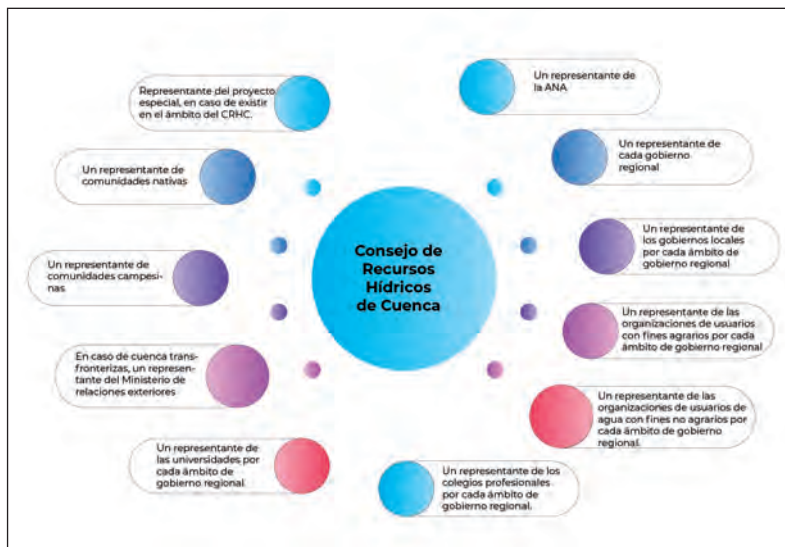 Representante del proyecto
especial, en caso de existir
en el ámbito del CRHC.
Un representante de
la ANA
Un representante de
comunidades nativas
Un representante de
cada gobierno
regional
Consejo de
Recursos
Hídricos
de Cuenca
Un representante de
los gobiernos locales
por cada ámbito de
gobierno regional
Un representante de
comunidades campesi-
nas
Un representante de las
organizaciones de usuarios
con fines agrarios por cada
ámbito de gobierno regional
En caso de cuenca trans-
fronterizas, un represen-
tante del Ministerio de
relaciones exteriores
Un representante de las
organizaciones de usuarios de
agua con fines no agrarios por
cada ámbito de gobierno
regional.
Un representante de
las universidades por
cada ámbito de
gobierno regional
Un representante de los
colegios profesionales
por cada ámbito de
gobierno regional.